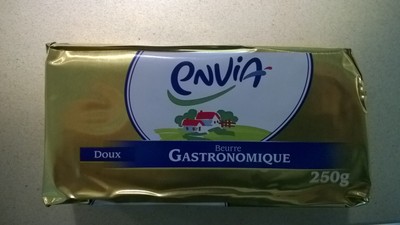 envia
Beurre
Doux GASTRONOMIQUE
250g